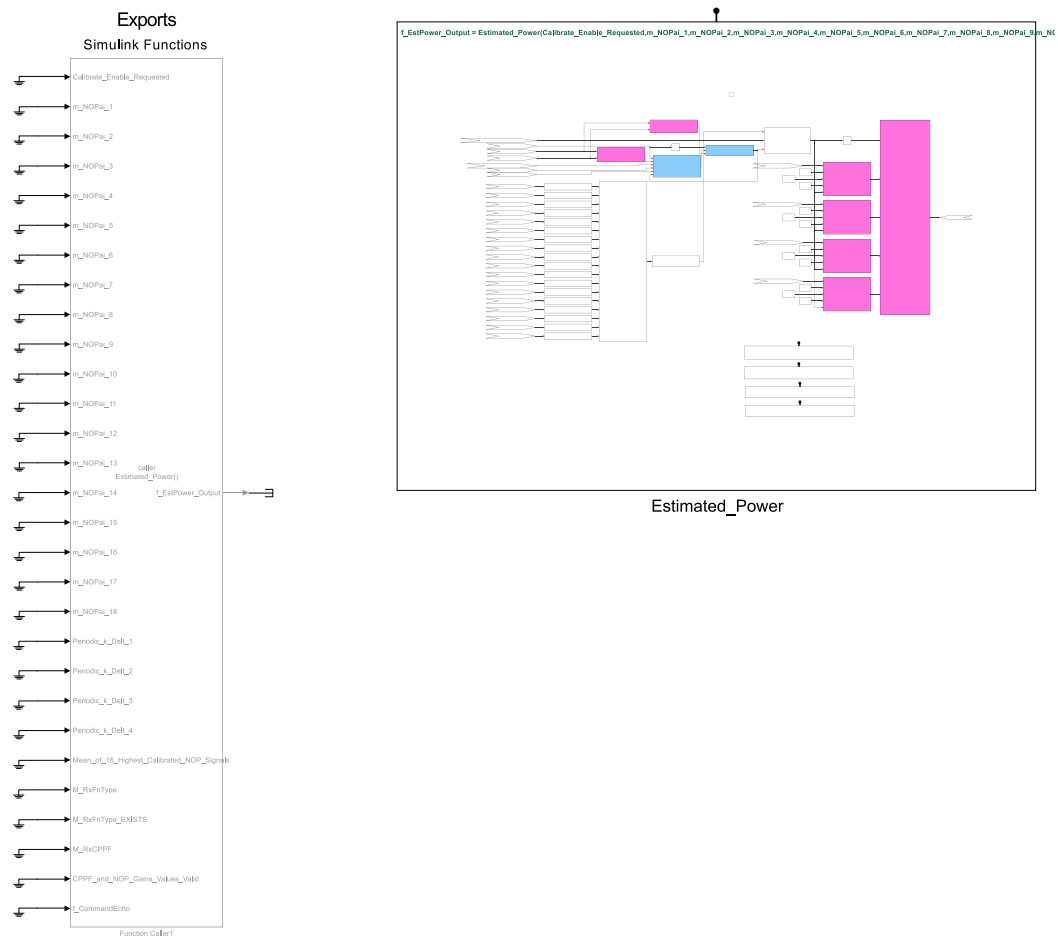 Exports
Simulink Functions
Calibrate_Enable_Requested
m_NOPai_1
m_NOPai_2
m_NOPai_3
m_NOPai_4
m_NOPai_5
m_NOPai_6
m_NOPai_7
m_NOPai_8
m_NOPai_9
m_NOPai_10
m_NOPai_11
m_NOPai_12
m_NOPai_13
caller
Estimated_Power()
m_NOPai_14 f_EstPower_Output
m_NOPai_15
m_NOPai_16
m_NOPai_17
m_NOPai_18
Periodic_k_Delt_1
Periodic_k_Delt_2
Periodic_k_Delt_3
Periodic_k_Delt_4
Mean_of_16_Highest_Calibrated_NOP_Signals
M_RxFnType
M_RxFnType_EXISTS
M_RxCPPF
CPPF_and_NOP_Gains_Values_Valid
f_CommandEcho
Function Caller1
f_EstPower_Output = Estimated_Power(Calibrate_Enable_Requested,m_NOPai_1,m_NOPai_2,m_NOPai_3,m_NOPai_4,m_NOPai_5,m_NOPai_6,m_NOPai_7,m_NOPai_8,m_NOPai_9,m_NO
Estimated_Power